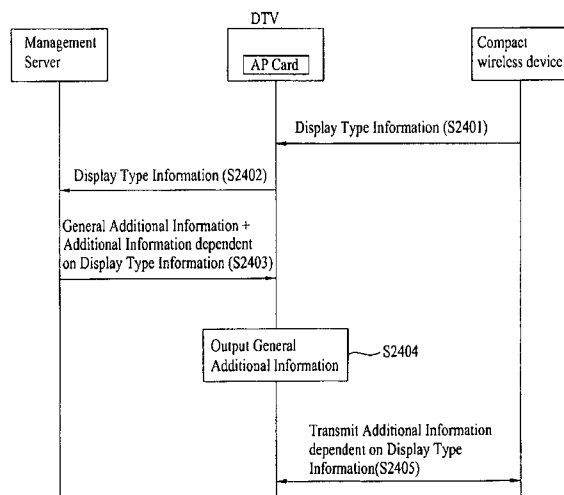 DTV
Management
Server
AP Card
Compact
wireless device
Display Type Information (S2401)
Display Type Information (S2402)
General Additional Information +
Additional Information dependent
on Display Type Information (S2403)
Output General
Additional Information
S2404
Transmit Additional Information
dependent on Display Type
Information(S2405)